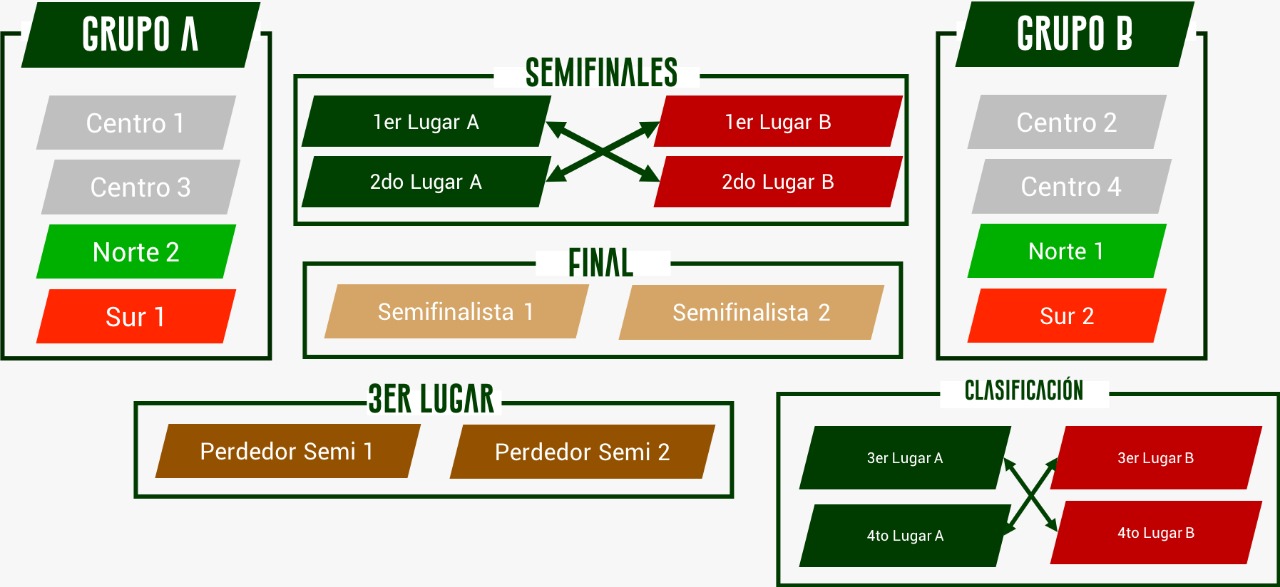 GRUPO A
Centro 1
Centro 3
Norte 2
Sur 1
SEMIFINALES
1er Lugar A
1er Lugar B
2do Lugar A
2do Lugar B
FINAL
Semifinalista 1
Semifinalista 2
GRUPO B
Centro 2
Centro 4
Norte 1
Sur 2
3ER LUGAR
Perdedor Semi 1
Perdedor Semi 2
CLASIFICACIÓN
3er Lugar A
3er Lugar B
4to Lugar A
4to Lugar B